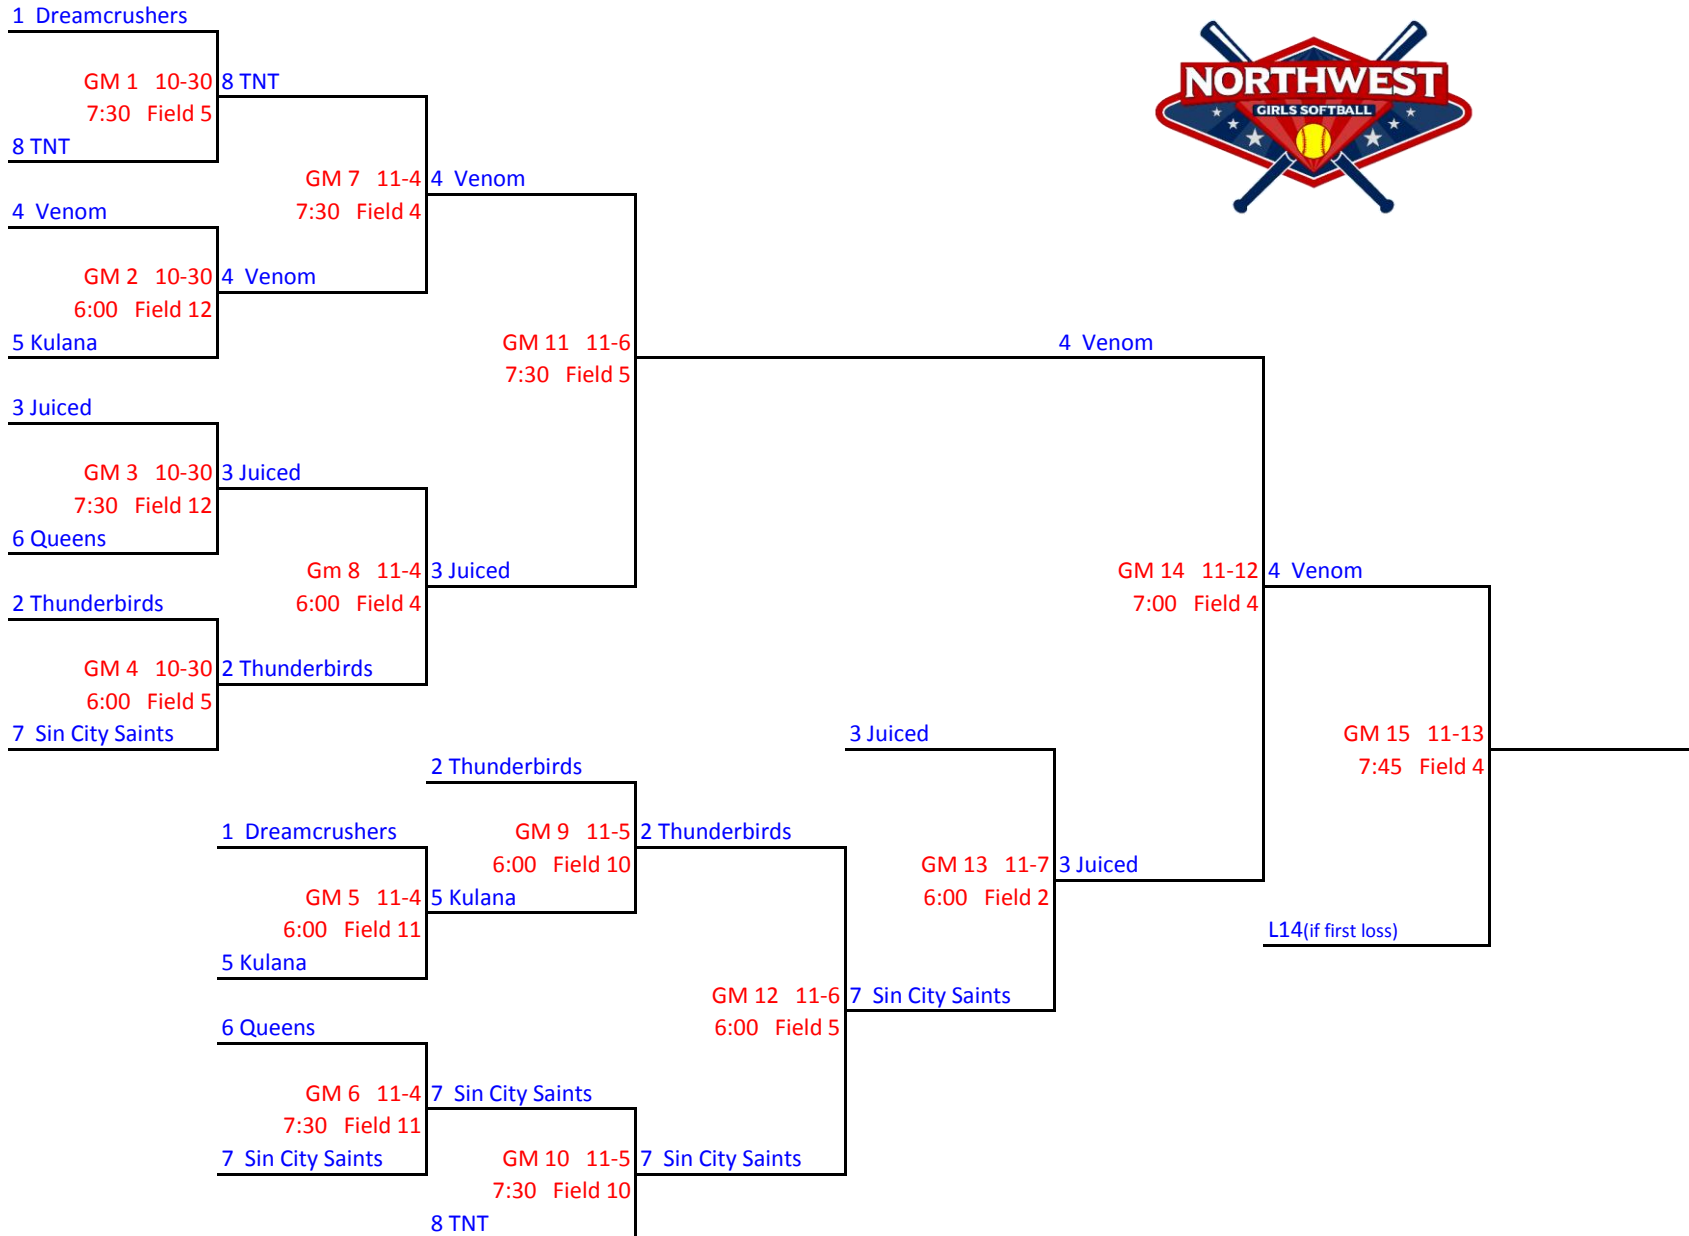 1  Dreamcrushers
NORTHWEST
GIRLS SOFTBALL
GM 1   10-30
8 TNT
7:30   Field 5
8 TNT
GM 7   11-4
4  Venom
7:30   Field 4
4  Venom
GM 2   10-30
4  Venom
6:00   Field 12
5 Kulana
GM 11   11-6
4  Venom
7:30   Field 5
3 Juiced
GM 3   10-30
3 Juiced
7:30   Field 12
6 Queens
Gm 8   11-4
3 Juiced
6:00   Field 4
GM 14   11-12
4  Venom
7:00   Field 4
2 Thunderbirds
GM 4   10-30
2 Thunderbirds
6:00   Field 5
7  Sin City Saints
3 Juiced
GM 15   11-13
7:45   Field 4
2 Thunderbirds
1  Dreamcrushers
GM 9   11-5
2 Thunderbirds
6:00   Field 10
GM 13   11-7
3 Juiced
6:00   Field 2
GM 5   11-4
5 Kulana
6:00   Field 11
L14(if first loss)
5 Kulana
GM 12   11-6
7  Sin City Saints
6:00   Field 5
6 Queens
GM 6   11-4
7  Sin City Saints
7:30   Field 11
7  Sin City Saints
GM 10   11-5
7  Sin City Saints
7:30   Field 10
8 TNT